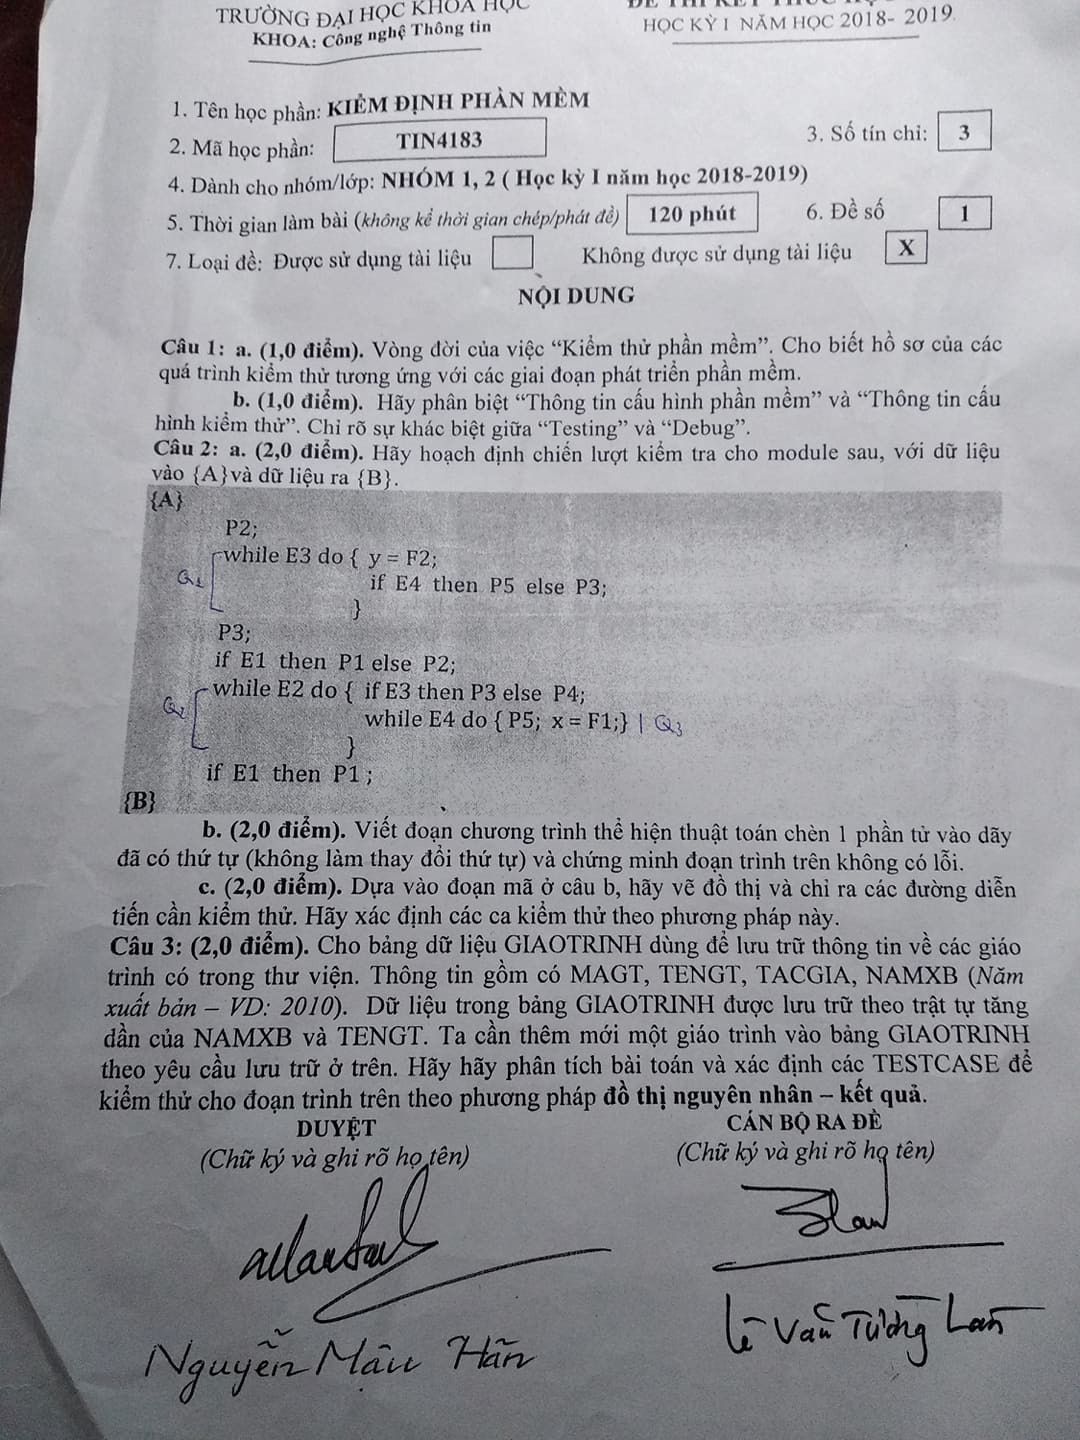 TRƯỜNG ĐẠI HỌC KHOA HỌC
KHOA: Công nghệ Thông tin
HỌC KỲ I NĂM HỌC 2018- 2019
1. Tên học phần: KIỂM ĐỊNH PHẦN MỀM
2. Mã học phần: TIN4183 3. Số tín chỉ: 3
4. Dành cho nhóm/lớp: NHÓM 1, 2 ( Học kỳ I năm học 2018-2019)
5. Thời gian làm bài (không kể thời gian chép/phát đề) 120 phút 6. Đề số 1
7. Loại đề: Được sử dụng tài liệu Không được sử dụng tài liệu X
NỘI DUNG
Câu 1: a. (1,0 điểm). Vòng đời của việc “Kiểm thử phần mềm”. Cho biết hồ sơ của các
quá trình kiểm thử tương ứng với các giai đoạn phát triển phần mềm.
b. (1,0 điểm). Hãy phân biệt “Thông tin cấu hình phần mềm” và “Thông tin cấu
hình kiểm thử”. Chỉ rõ sự khác biệt giữa “Testing” và “Debug”.
Câu 2: a. (2,0 điểm). Hãy hoạch định chiến lượt kiểm tra cho module sau, với dữ liệu
vào {A}và dữ liệu ra {B}.
{A}
P2;
while E3 do { y = F2;
Q1 if E4 then P5 else P3;
}
P3;
if E1 then P1 else P2;
while E2 do { if E3 then P3 else P4;
Q2 while E4 do { P5; x = F1;} | Q3
}
if E1 then P1 ;
{B}
b. (2,0 điểm). Viết đoạn chương trình thể hiện thuật toán chèn 1 phần tử vào dãy
đã có thứ tự (không làm thay đổi thứ tự) và chứng minh đoạn trình trên không có lỗi.
c. (2,0 điểm). Dựa vào đoạn mã ở câu b, hãy vẽ đồ thị và chỉ ra các đường diễn
tiến cần kiểm thử. Hãy xác định các ca kiểm thử theo phương pháp này.
Câu 3: (2,0 điểm). Cho bảng dữ liệu GIAOTRINH dùng để lưu trữ thông tin về các giáo
trình có trong thư viện. Thông tin gồm có MAGT, TENGT, TACGIA, NAMXB (Năm
xuất bản – VD: 2010). Dữ liệu trong bảng GIAOTRINH được lưu trữ theo trật tự tăng
dần của NAMXB và TENGT. Ta cần thêm mới một giáo trình vào bảng GIAOTRINH
theo yêu cầu lưu trữ ở trên. Hãy hãy phân tích bài toán và xác định các TESTCASE để
kiểm thử cho đoạn trình trên theo phương pháp đồ thị nguyên nhân – kết quả.
DUYỆT CÁN BỘ RA ĐỀ
(Chữ ký và ghi rõ họ tên) (Chữ ký và ghi rõ họ tên)
Nguyễn Mậu Hân
Lê Văn Tường Lân